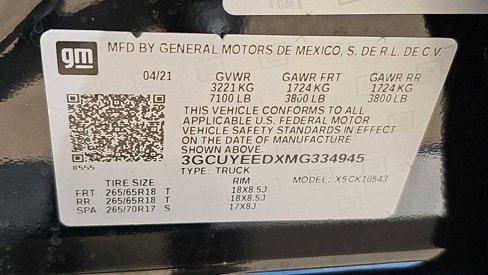 gm
MFD BY GENERAL MOTORS DE MEXICO, S. DE R.L. DE C.V.
04/21 GVWR GAWR FRT GAWR RR
3221 KG 1724 KG 1724 KG
7100 LB 3800 LB 3800 LB
THIS VEHICLE CONFORMS TO ALL
APPLICABLE U.S. FEDERAL MOTOR
VEHICLE SAFETY STANDARDS IN EFFECT
ON THE DATE OF MANUFACTURE
SHOWN ABOVE.
8555 3GCUYEEDXMG334945
TYPE: TRUCK
TIRE SIZE RIM MODEL: X5CK10543
FRT 265/65R18 T 18X8.5J
RR 265/65R18 T 18X8.5J
SPA 265/70R17 S 17X8J